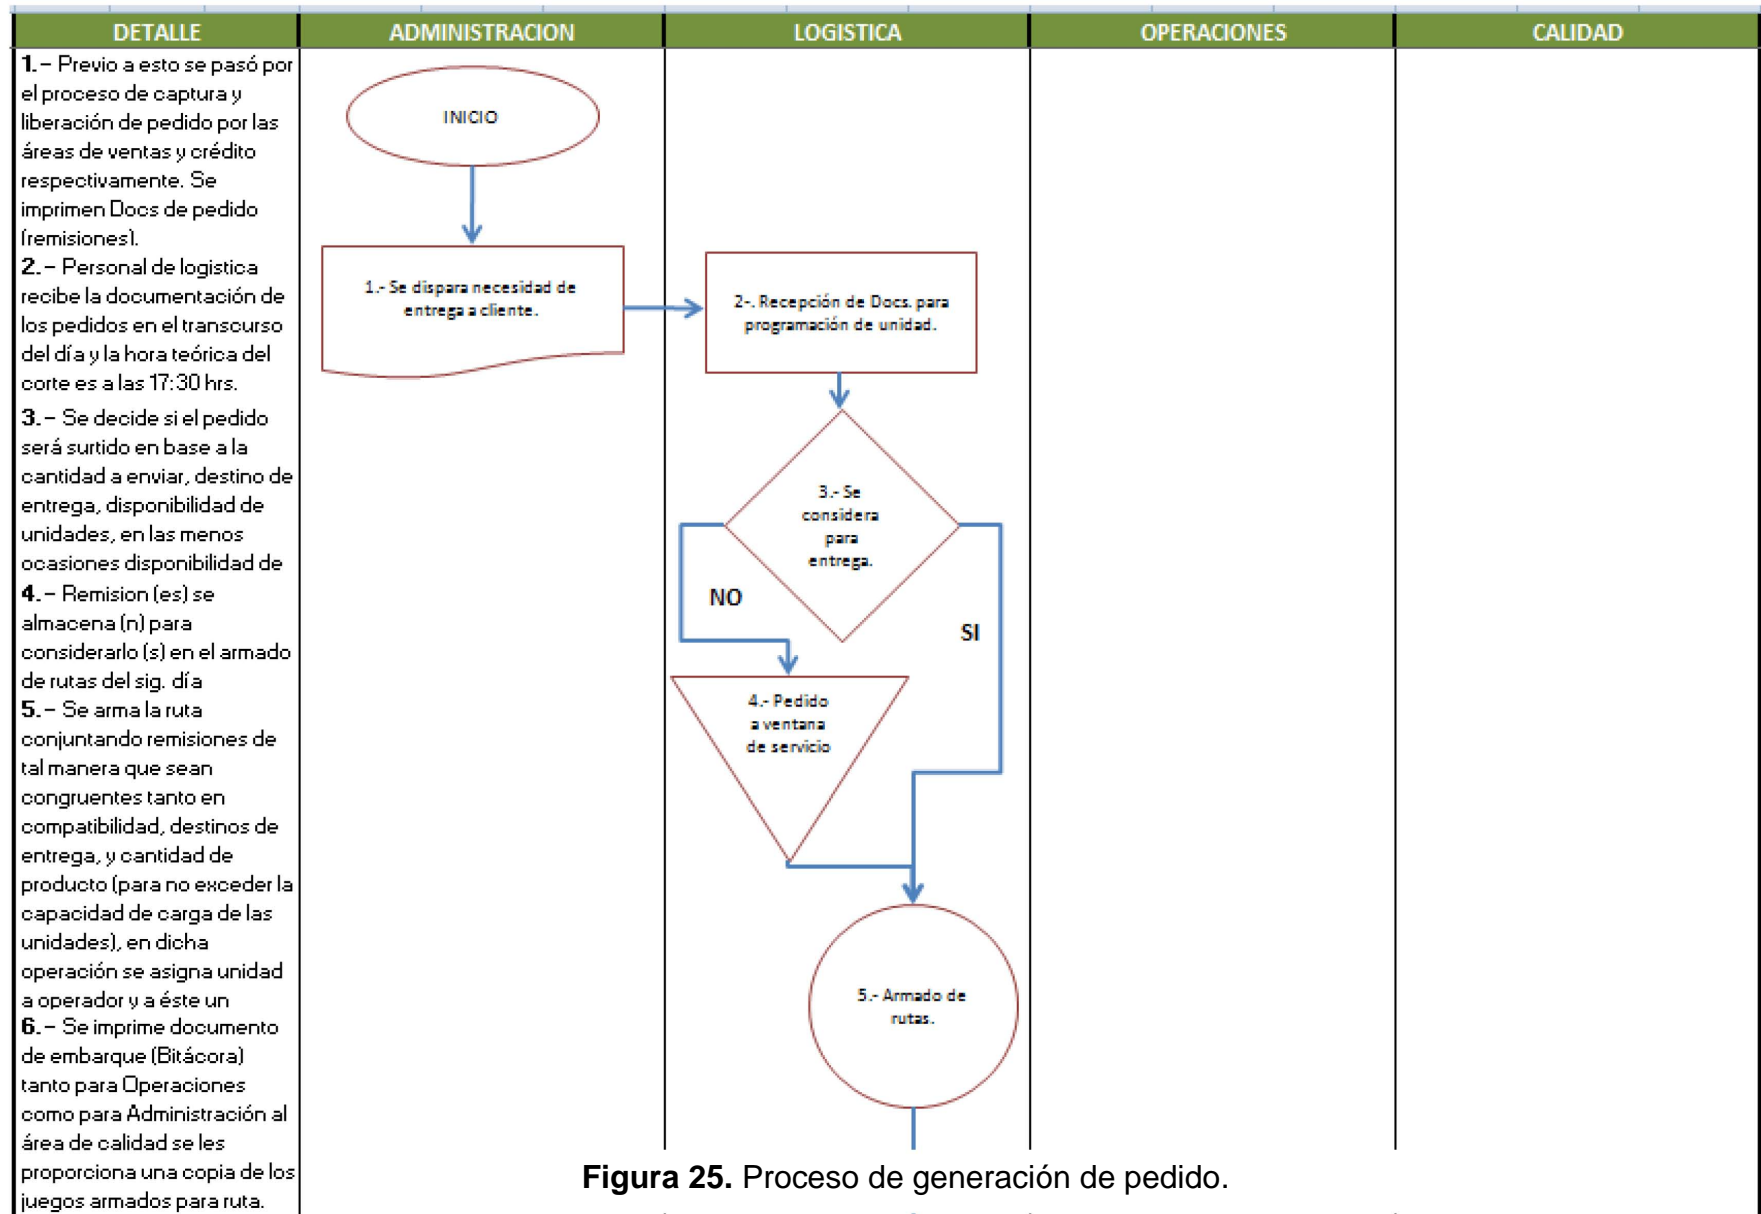 DETALLE
ADMINISTRACION
LOGISTICA
OPERACIONES
CALIDAD
1.- Previo a esto se pasó por
el proceso de captura y
liberación de pedido por las
áreas de ventas y crédito
respectivamente. Se
imprimen Docs de pedido
(remisiones).
2.- Personal de logistica
recibe la documentación de
los pedidos en el transcurso
del día y la hora teórica del
corte es a las 17:30 hrs.
3.- Se decide si el pedido
será surtido en base a la
cantidad a enviar, destino de
entrega, disponibilidad de
unidades, en las menos
ocasiones disponibilidad de
4.- Remision (es) se
almacena (n) para
considerarlo (s) en el armado
de rutas del sig. día
5.- Se arma la ruta
conjuntando remisiones de
tal manera que sean
congruentes tanto en
compatibilidad, destinos de
entrega, y cantidad de
producto (para no exceder la
capacidad de carga de las
unidades), en dicha
operación se asigna unidad
a operador y a éste un
6.- Se imprime documento
de embarque (Bitácora)
tanto para Operaciones
como para Administración al
área de calidad se les
proporciona una copia de los
juegos armados para ruta.
INICIO
1.- Se dispara necesidad de
entrega a cliente.
2-. Recepción de Docs. para
programación de unidad.
3.- Se
considera
para
entrega.
NO
SI
4.- Pedido
a ventana
de servicio
5.- Armado de
rutas.
Figura 25. Proceso de generación de pedido.